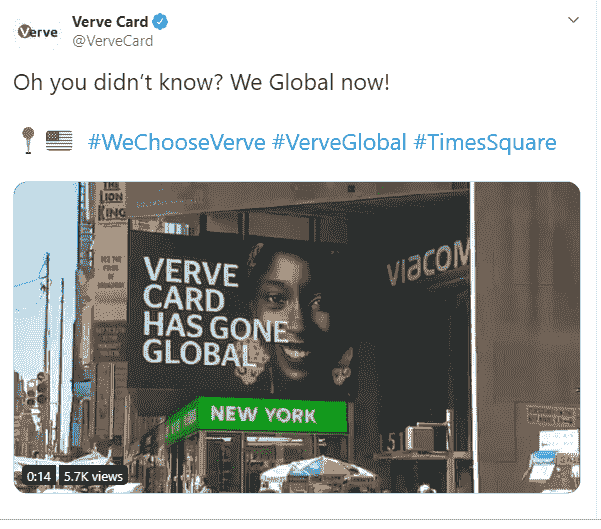 Verve
Verve Card
@VerveCard
Oh you didn't know? We Global now!
#WeChooseVerve #VerveGlobal #TimesSquare
THE
LION
KING
VERVE
CARD
HAS GONE
GLOBAL
viacom
NEW YORK
0:14
5.7K views